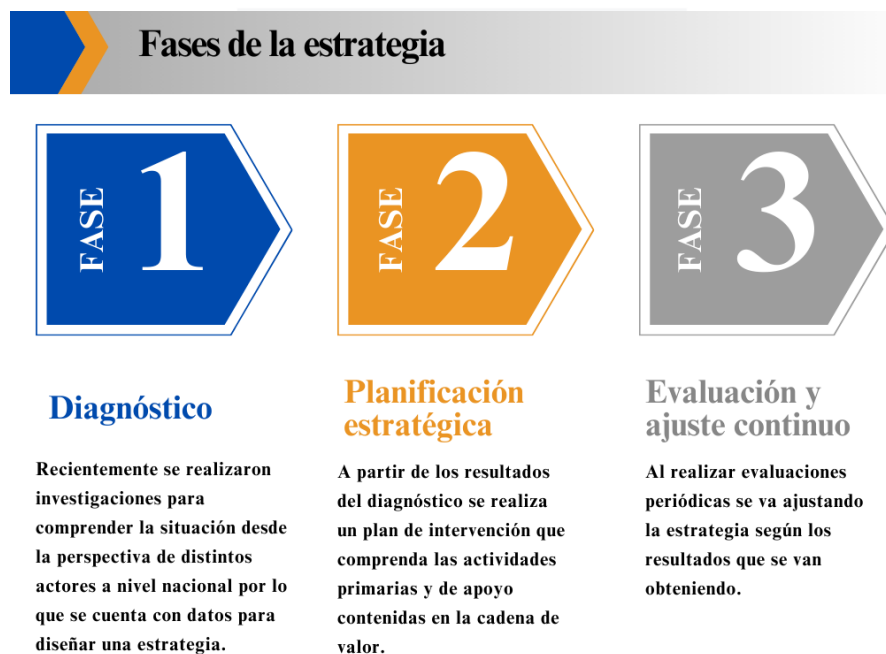 Fases de la estrategia
FASE 1
Diagnóstico
Recientemente se realizaron
investigaciones para
comprender la situación desde
la perspectiva de distintos
actores a nivel nacional por lo
que se cuenta con datos para
diseñar una estrategia.
FASE 2
Planificación
estratégica
A partir de los resultados
del diagnóstico se realiza
un plan de intervención que
comprenda las actividades
primarias y de apoyo
contenidas en la cadena de
valor.
FASE 3
Evaluación y
ajuste continuo
Al realizar evaluaciones
periódicas se va ajustando
la estrategia según los
resultados que se van
obteniendo.